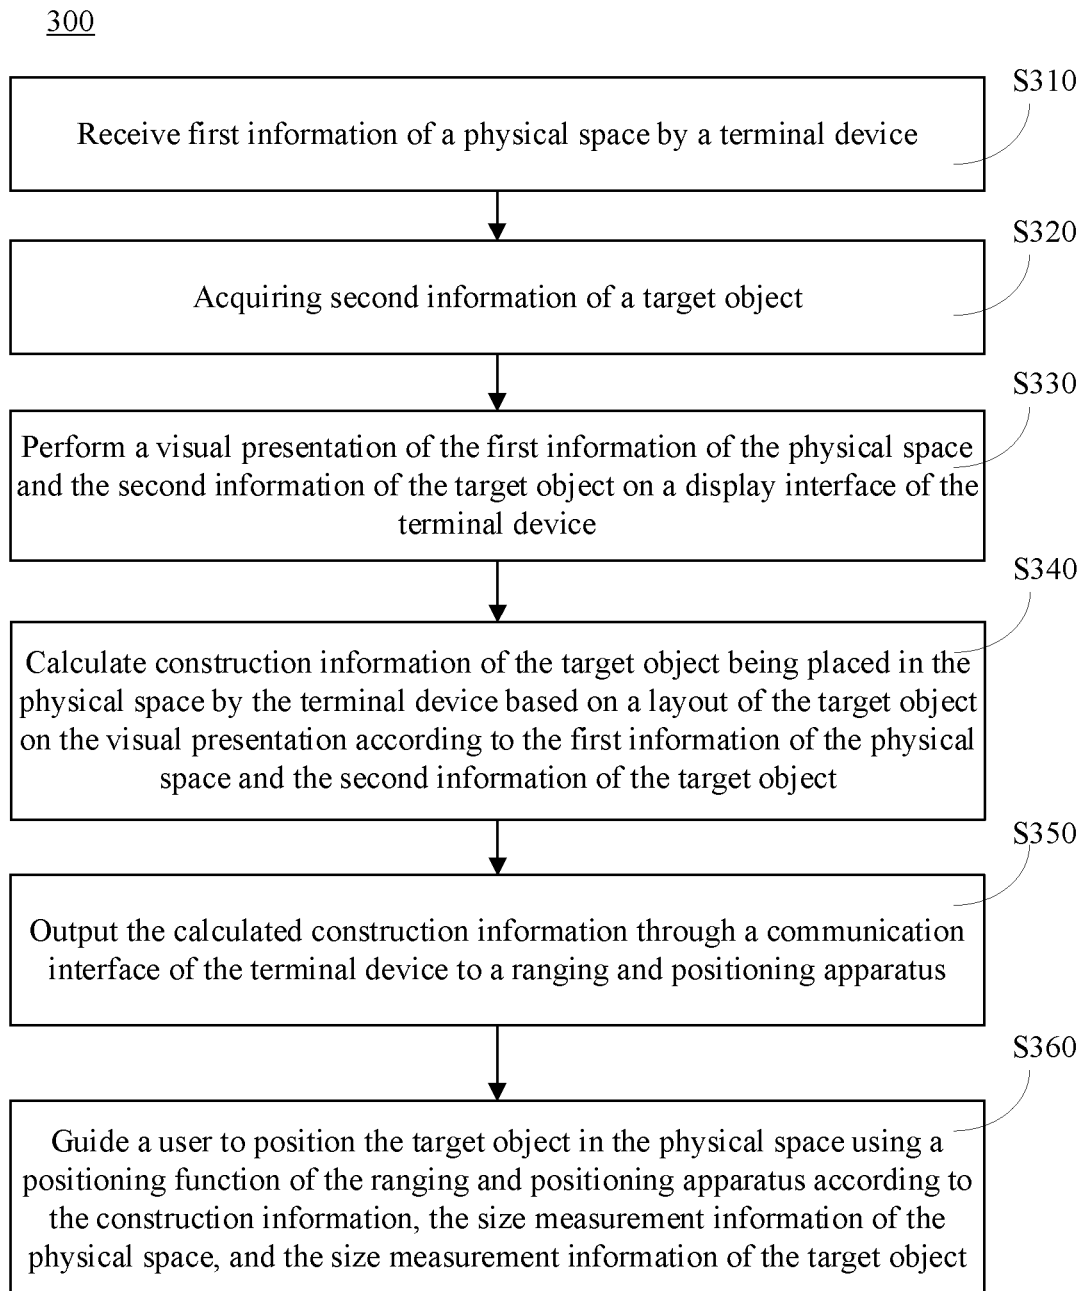 300
S310
Receive first information of a physical space by a terminal device
S320
Acquiring second information of a target object
S330
Perform a visual presentation of the first information of the physical space
and the second information of the target object on a display interface of the
terminal device
S340
Calculate construction information of the target object being placed in the
physical space by the terminal device based on a layout of the target object
on the visual presentation according to the first information of the physical
space and the second information of the target object
S350
Output the calculated construction information through a communication
interface of the terminal device to a ranging and positioning apparatus
S360
Guide a user to position the target object in the physical space using a
positioning function of the ranging and positioning apparatus according to
the construction information, the size measurement information of the
physical space, and the size measurement information of the target object